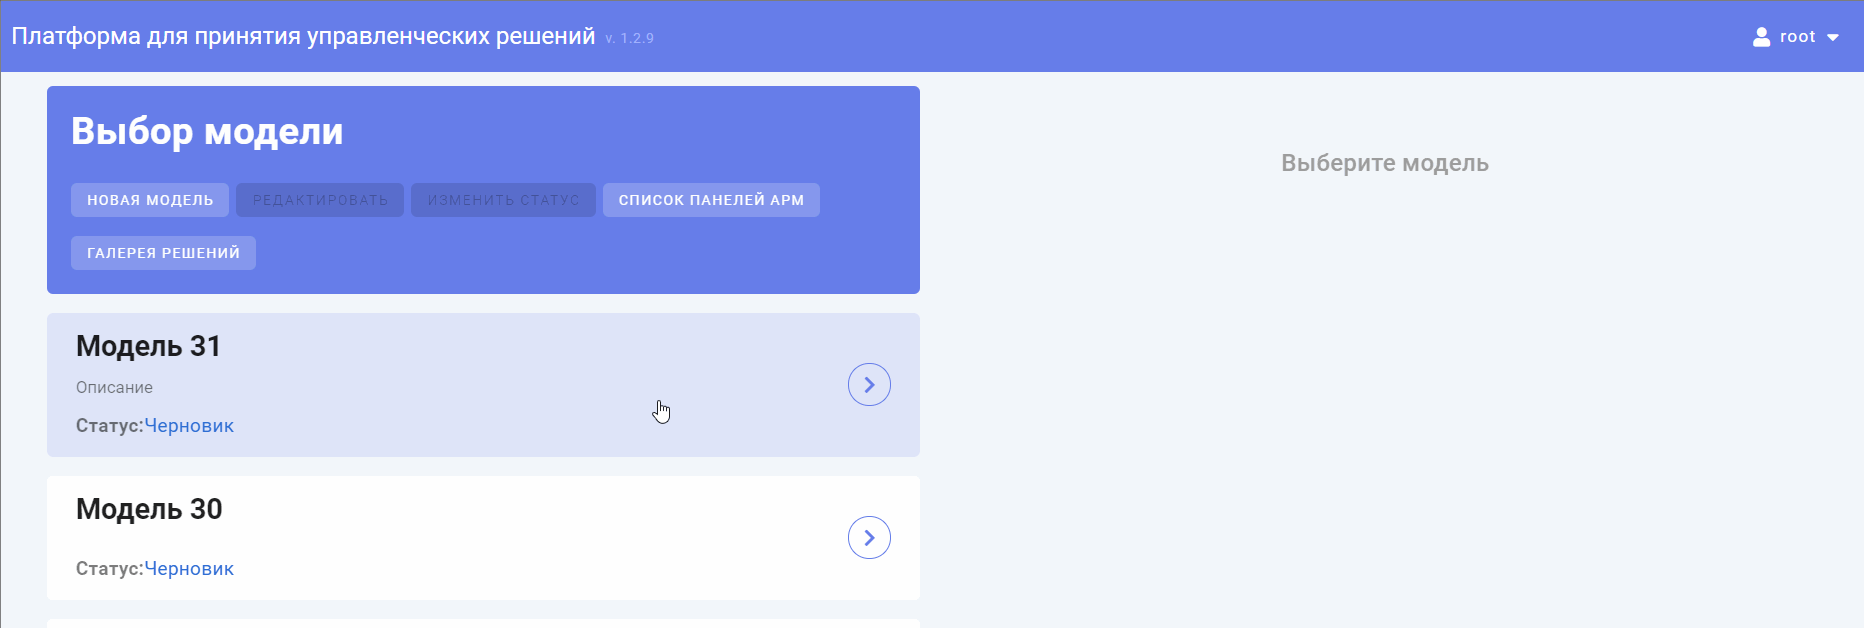 Платформа для принятия управленческих решений v. 1.2.9
root
Выбор модели
НОВАЯ МОДЕЛЬ РЕДАКТИРОВАТЬ ИЗМЕНИТЬ СТАТУС СПИСОК ПАНЕЛЕЙ АРМ
ГАЛЕРЕЯ РЕШЕНИЙ
Модель 31
Описание
Статус:Черновик
Модель 30
Статус:Черновик
Выберите модель